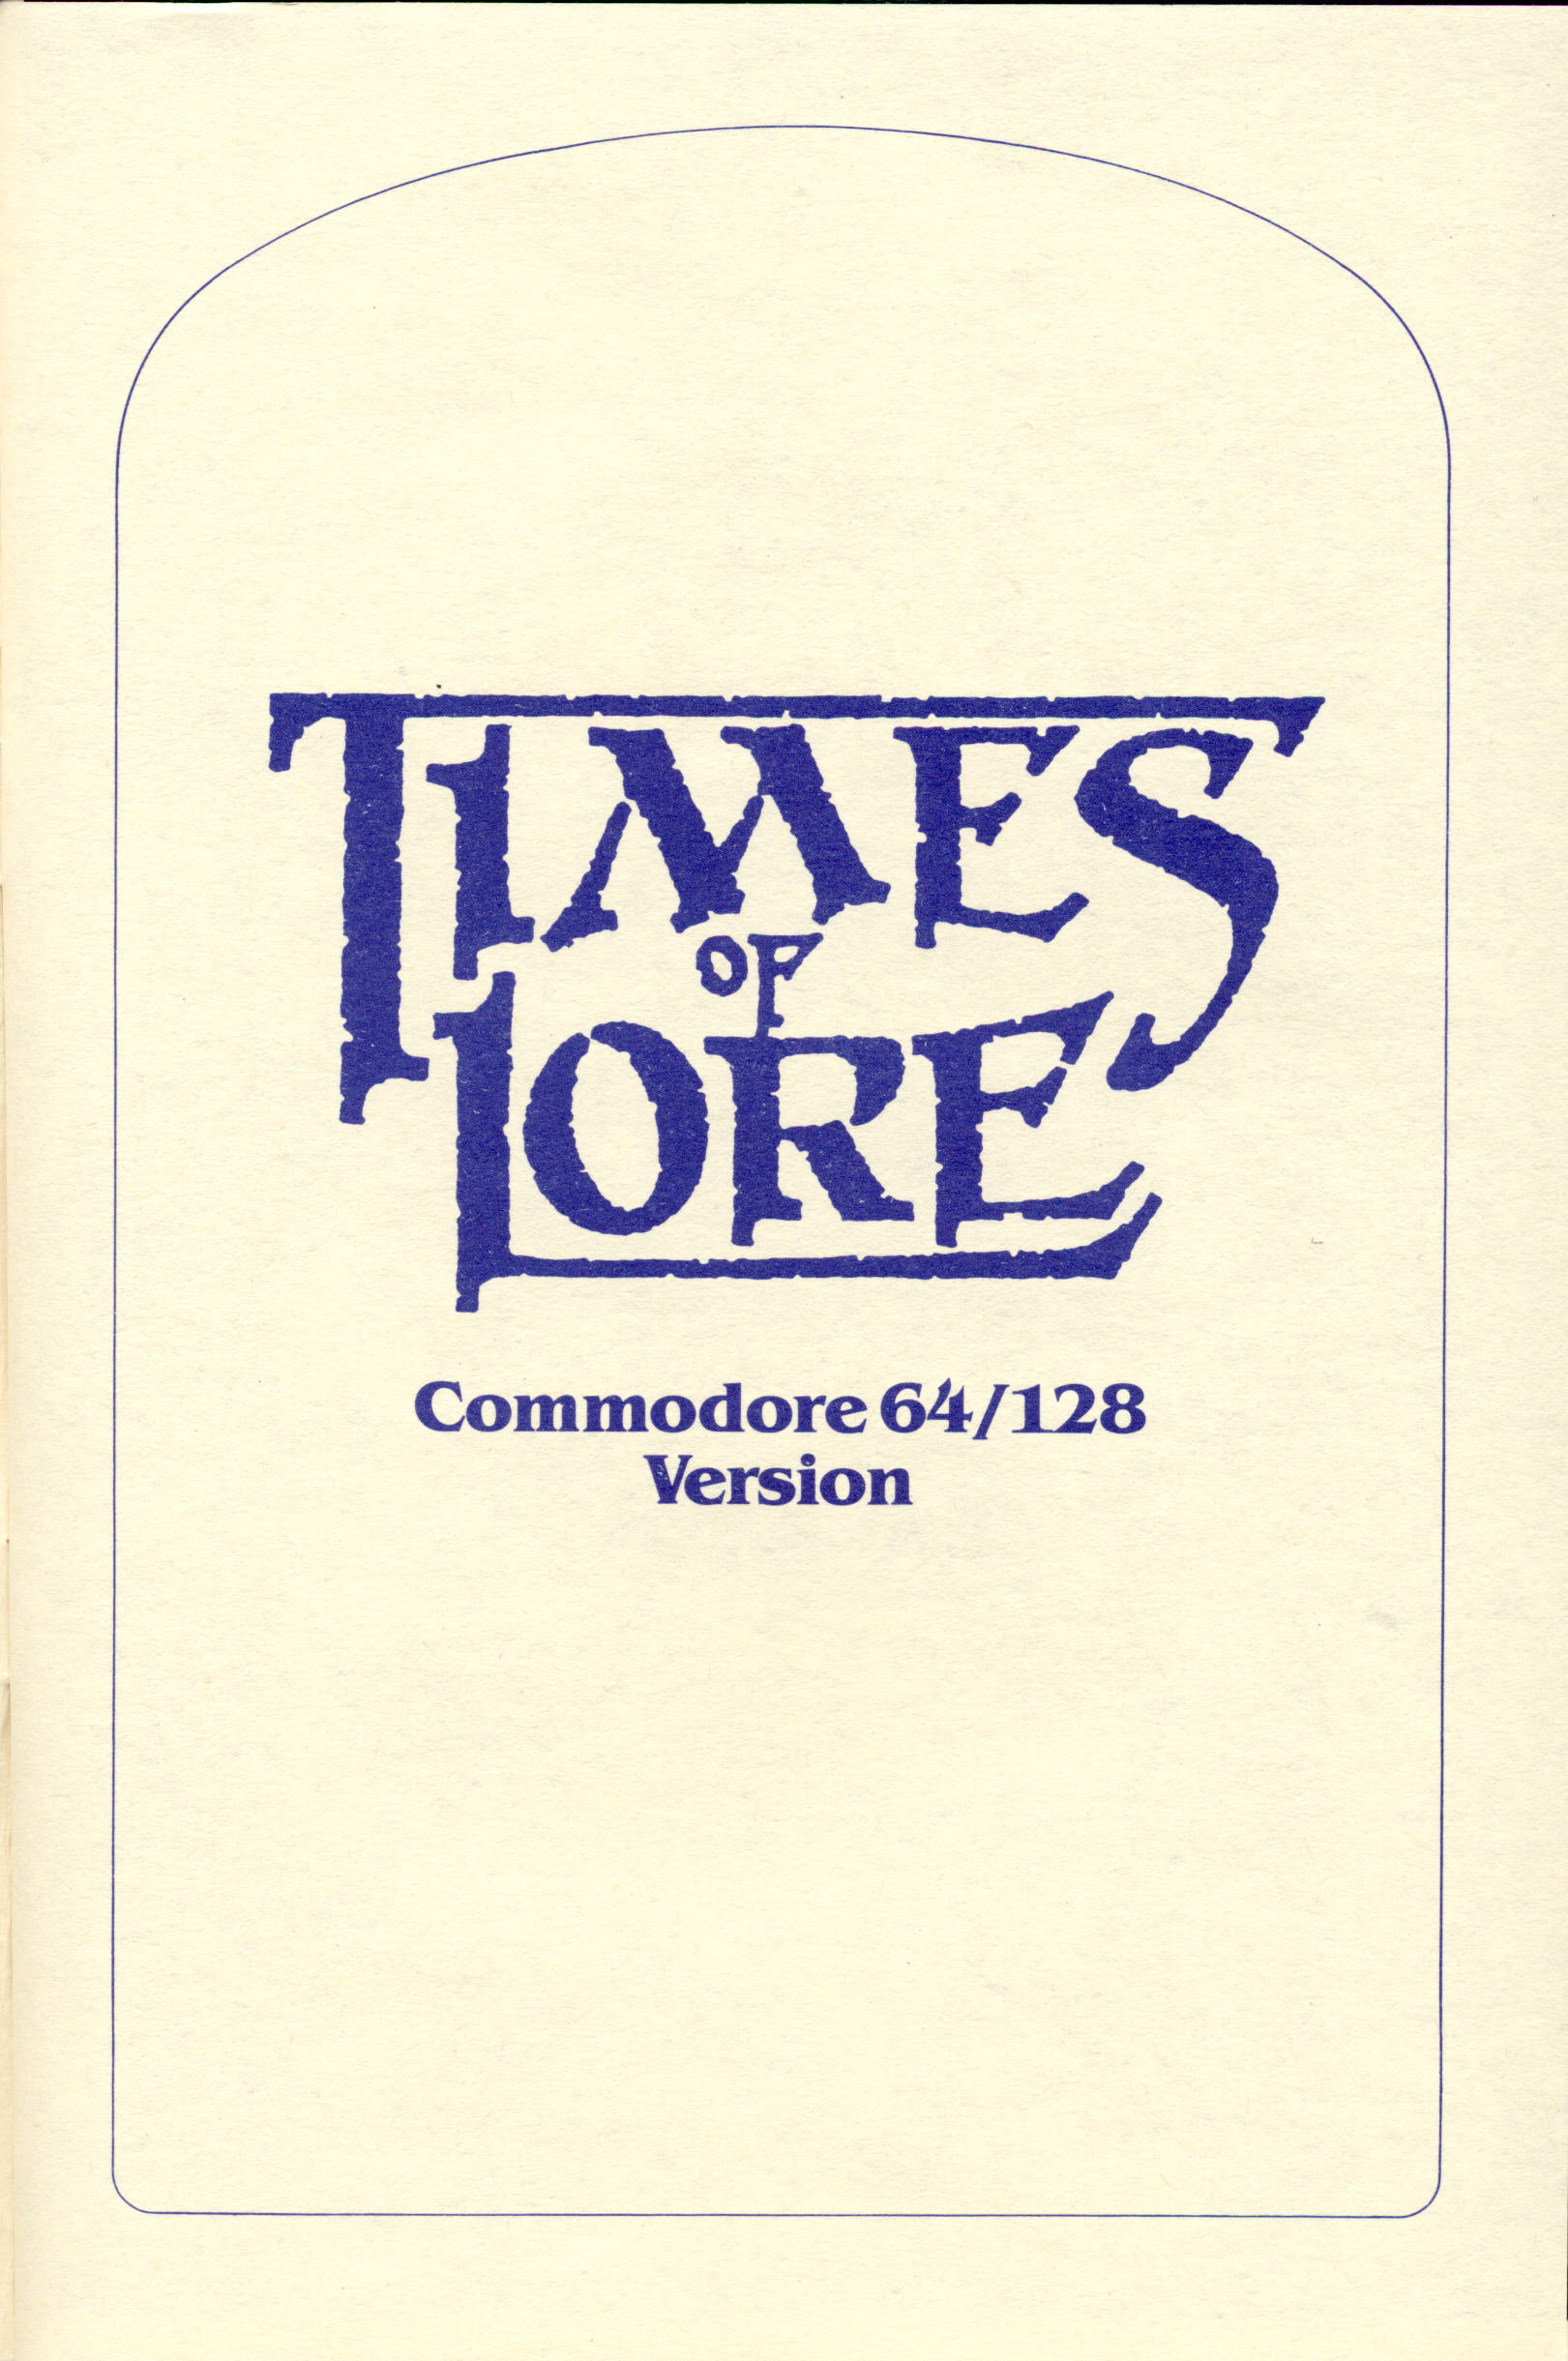 TIMES
OF
LORE
Commodore 64/128
Version